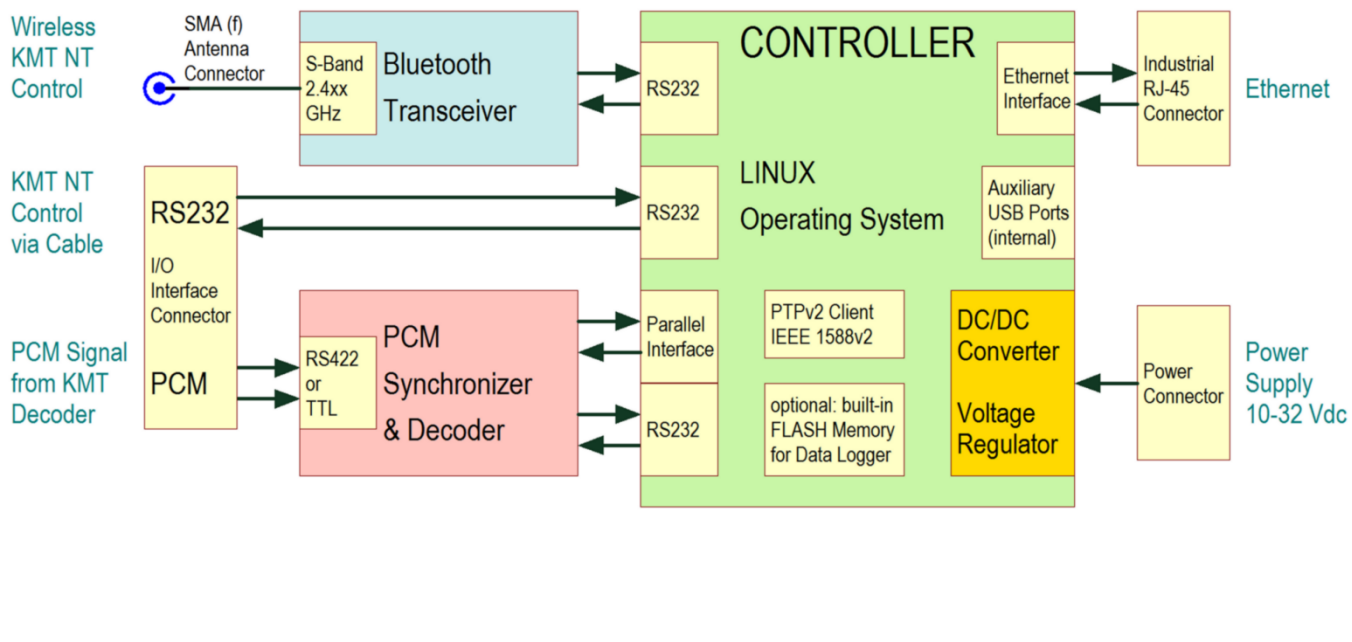 Wireless
KMT NT
Control
SMA (f)
Antenna
Connector
S-Band
2.4xx
GHz
Bluetooth
Transceiver
RS232
CONTROLLER
Ethernet
Interface
Industrial
RJ-45
Connector
Ethernet
KMT NT
Control
via Cable
RS232
I/O
Interface
Connector
PCM
RS232
LINUX
Operating System
Auxiliary
USB Ports
(internal)
PCM Signal
from KMT
Decoder
RS422
or
TTL
PCM
Synchronizer
& Decoder
Parallel
Interface
RS232
PTPv2 Client
IEEE 1588v2
optional: built-in
FLASH Memory
for Data Logger
DC/DC
Converter
Voltage
Regulator
Power
Connector
Power
Supply
10-32 Vdc